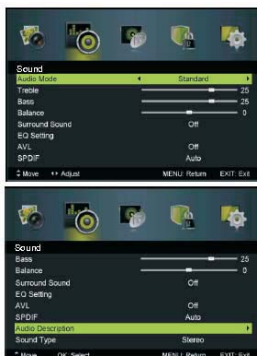 Sound
Audio Mode Standard
Treble 25
Bass 25
Balance 0
Surround Sound Off
EQ Setting
AVL Off
SPDIF Auto
Move Adjust MENU: Return EXIT: Exit
Sound
Bass 25
Balance 0
Surround Sound Off
EQ Setting
AVL Off
SPDIF Auto
Audio Description
Sound Type Stereo
Move OK: Select MENU: Return EXIT: Exit